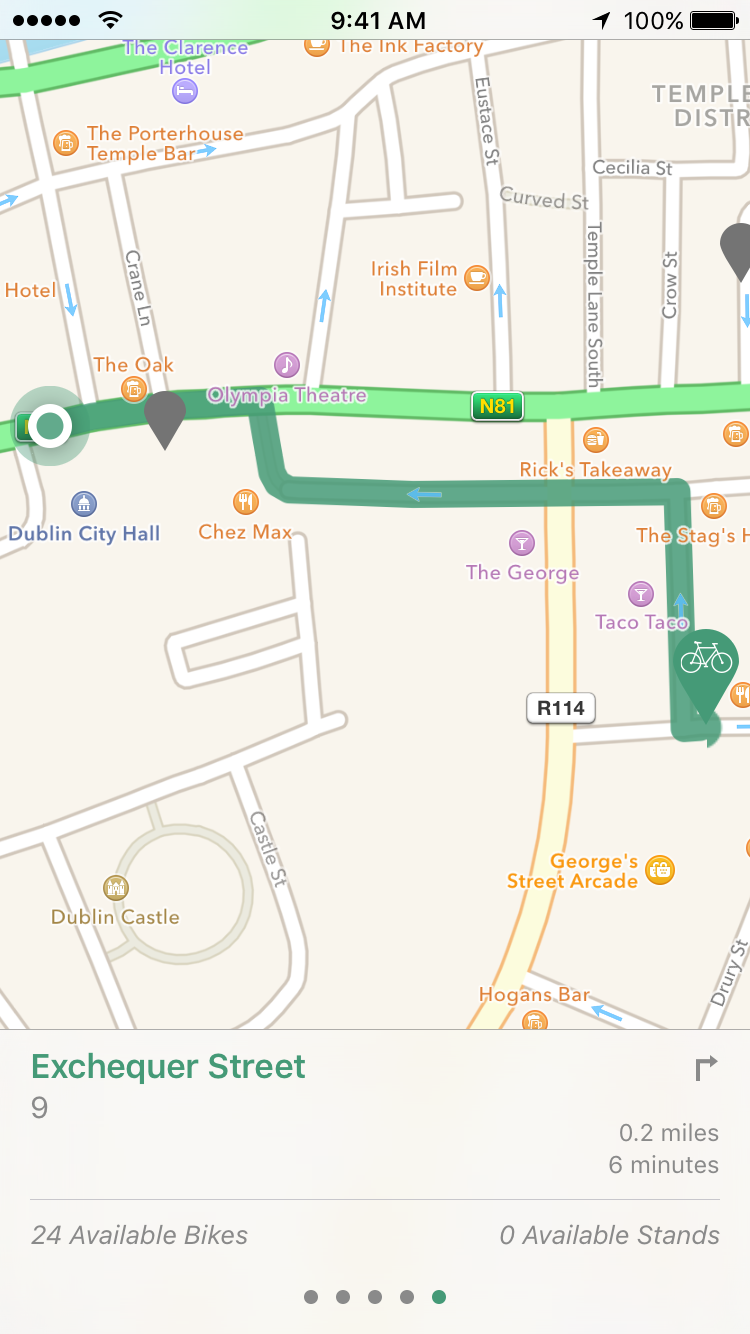 9:41 AM
100%
The Clarence
Hotel
The Ink Factory
TEMPLE
DISTR
The Porterhouse
Temple Bar
Eustace St
Cecilia St
Curved St
Crane Ln
Irish Film
Institute
Temple Lane South
Crow St
Hotel
The Oak
Olympia Theatre
N81
Rick's Takeaway
Dublin City Hall
Chez Max
The Stag's H
The George
Taco Taco
R114
Castle St
George's
Street Arcade
Dublin Castle
Drury St
Hogans Bar
Exchequer Street
9
0.2 miles
6 minutes
24 Available Bikes
0 Available Stands